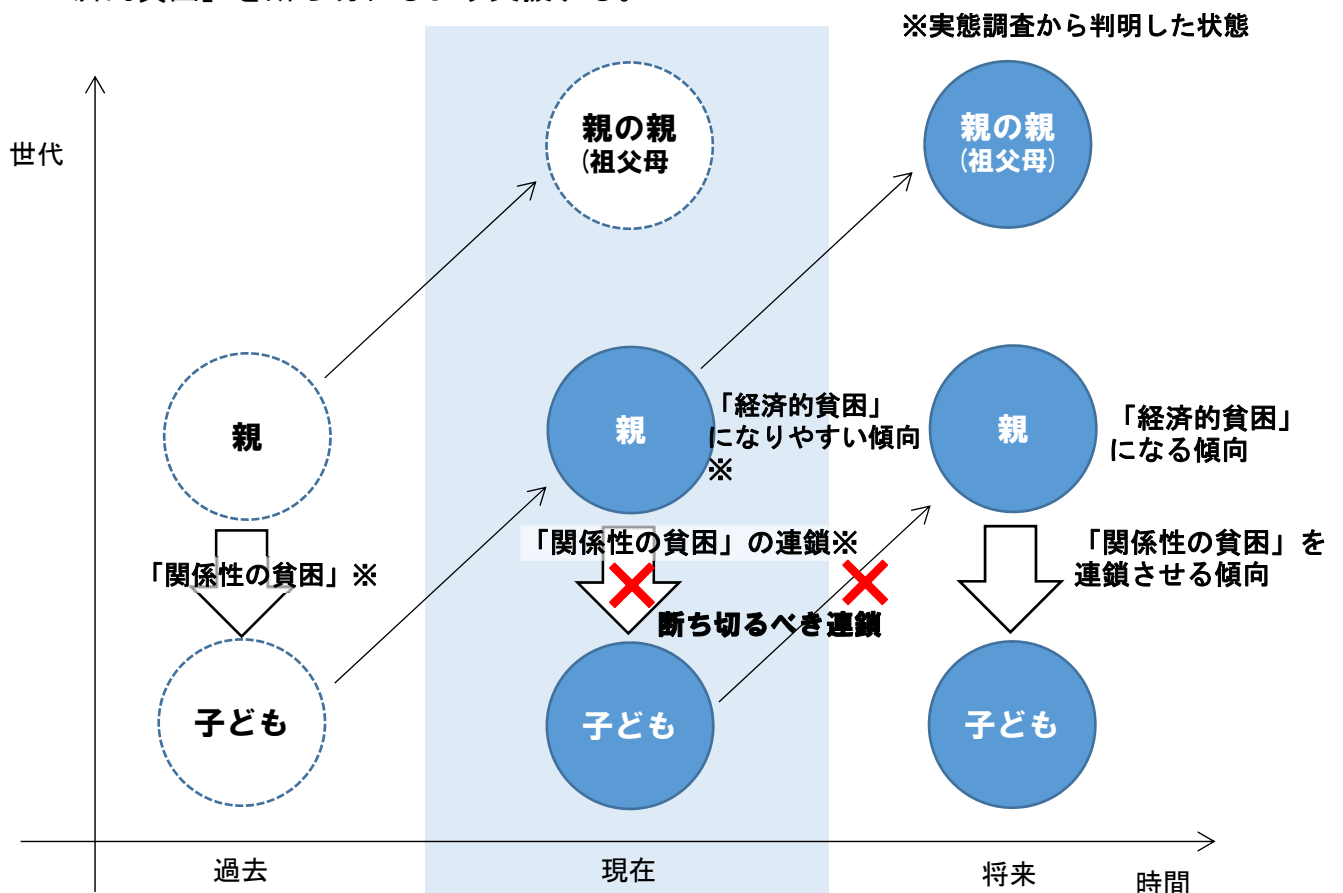 ※実態調査から判明した状態
世代
親の親
(祖父母
親の親
(祖父母)
親
親
「経済的貧困」
になりやすい傾向
※
親
「経済的貧困」
になる傾向
「関係性の貧困」※
「関係性の貧困」の連鎖※
断ち切るべき連鎖
「関係性の貧困」を
連鎖させる傾向
子ども
子ども
子ども
過去
現在
将来
時間